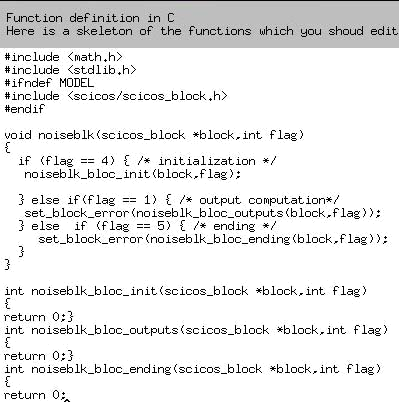 Function definition in C
Here is a skeleton of the functions which you shoud edit
#include <math.h>
#include <stdlib.h>
#ifndef MODEL
#include <scicos/scicos_block.h>
#endif
void noiseblk(scicos_block *block,int flag)
{
if (flag == 4) { /* initialization */
noiseblk_bloc_init(block,flag);
} else if(flag == 1) { /* output computation*/
set_block_error(noiseblk_bloc_outputs(block,flag));
} else  if (flag == 5) { /* ending */
set_block_error(noiseblk_bloc_ending(block,flag));
}
}
int noiseblk_bloc_init(scicos_block *block,int flag)
{
return 0;}
int noiseblk_bloc_outputs(scicos_block *block,int flag)
{
return 0;}
int noiseblk_bloc_ending(scicos_block *block,int flag)
{
return 0;